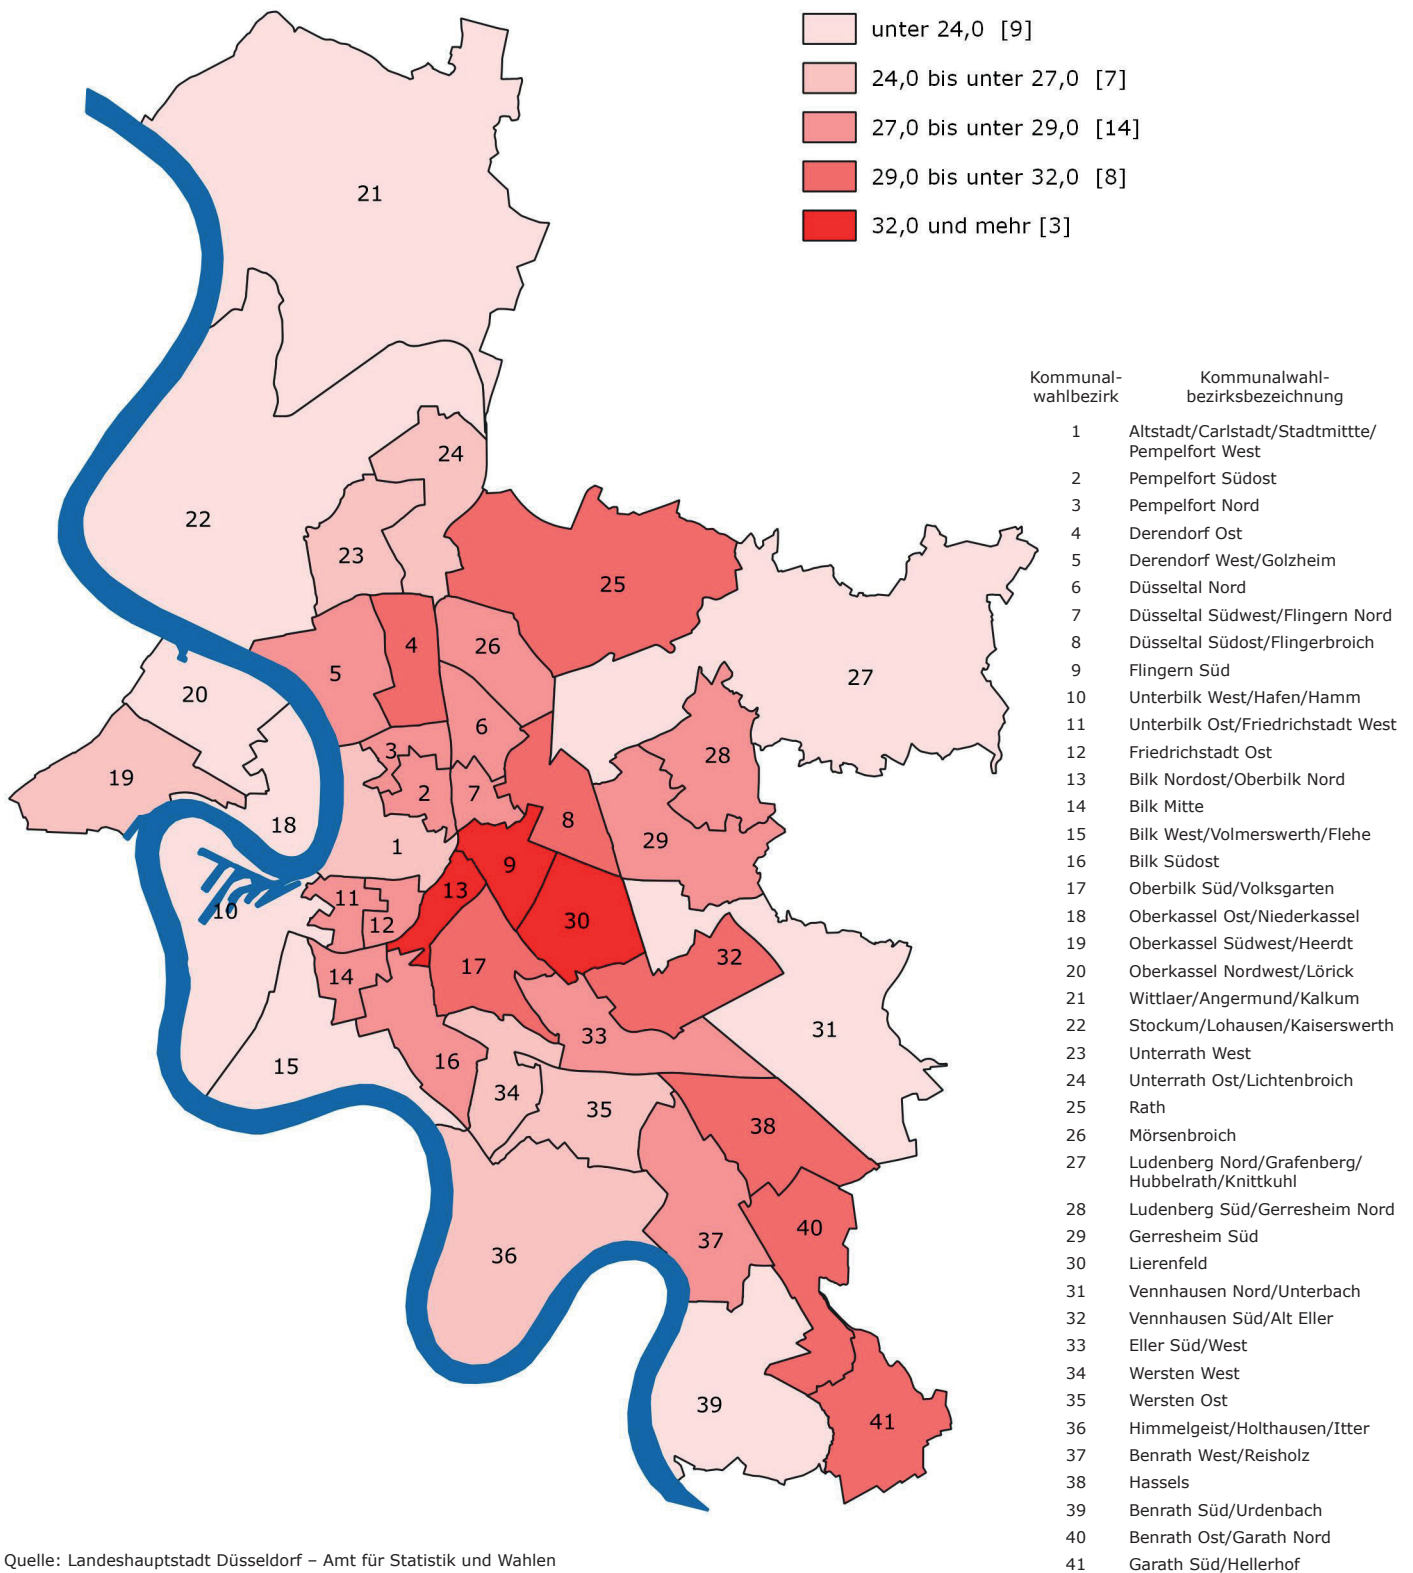 unter 24,0 [9]
24,0 bis unter 27,0 [7]
27,0 bis unter 29,0 [14]
29,0 bis unter 32,0 [8]
32,0 und mehr [3]
21
24
22
23
25
26
4
5
27
20
6
28
3
19
2
7
8
18
29
1
9
13
11
10
12
30
17
32
14
31
33
16
15
34
35
38
40
37
36
39
41
Kommunal-
wahlbezirk
Kommunalwahl-
bezirksbezeichnung
1 Altstadt/Carlstadt/Stadtmittte/
Pempelfort West
2 Pempelfort Südost
3 Pempelfort Nord
4 Derendorf Ost
5 Derendorf West/Golzheim
6 Düsseltal Nord
7 Düsseltal Südwest/Flingern Nord
8 Düsseltal Südost/Flingerbroich
9 Flingern Süd
10 Unterbilk West/Hafen/Hamm
11 Unterbilk Ost/Friedrichstadt West
12 Friedrichstadt Ost
13 Bilk Nordost/Oberbilk Nord
14 Bilk Mitte
15 Bilk West/Volmerswerth/Flehe
16 Bilk Südost
17 Oberbilk Süd/Volksgarten
18 Oberkassel Ost/Niederkassel
19 Oberkassel Südwest/Heerdt
20 Oberkassel Nordwest/Lörick
21 Wittlaer/Angermund/Kalkum
22 Stockum/Lohausen/Kaiserswerth
23 Unterrath West
24 Unterrath Ost/Lichtenbroich
25 Rath
26 Mörsenbroich
27 Ludenberg Nord/Grafenberg/
Hubbelrath/Knittkuhl
28 Ludenberg Süd/Gerresheim Nord
29 Gerresheim Süd
30 Lierenfeld
31 Vennhausen Nord/Unterbach
32 Vennhausen Süd/Alt Eller
33 Eller Süd/West
34 Wersten West
35 Wersten Ost
36 Himmelgeist/Holthausen/Itter
37 Benrath West/Reisholz
38 Hassels
39 Benrath Süd/Urdenbach
40 Benrath Ost/Garath Nord
41 Garath Süd/Hellerhof
Quelle: Landeshauptstadt Düsseldorf – Amt für Statistik und Wahlen